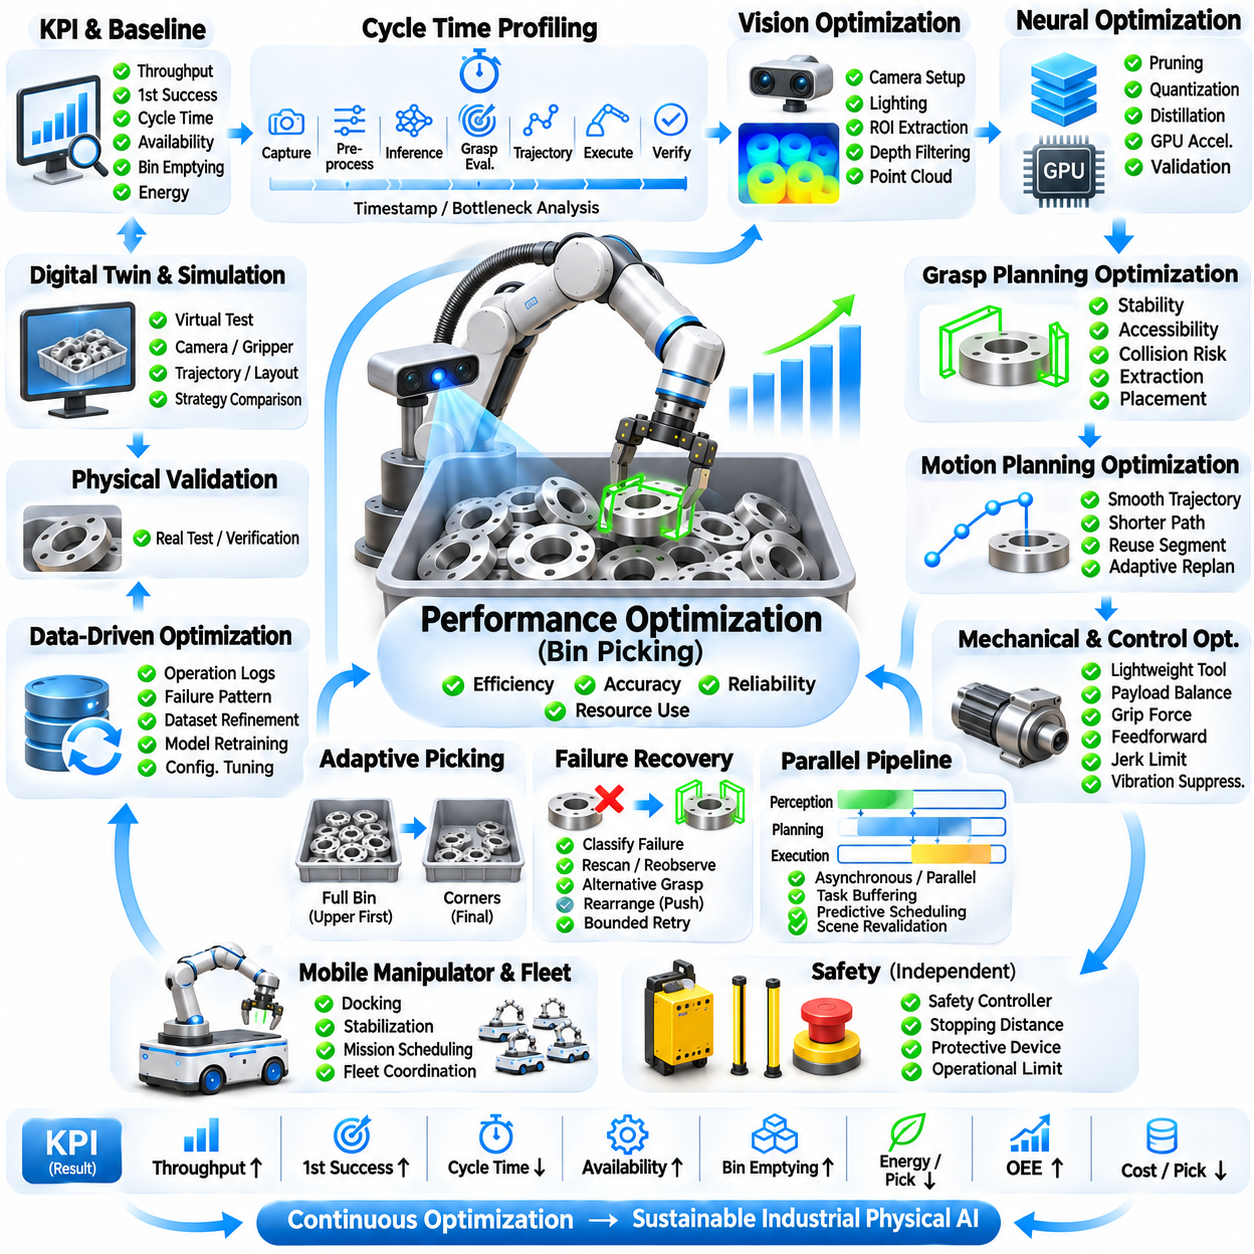 KPI & Baseline
Throughput
1st Success
Cycle Time
Availability
Bin Emptying
Energy
Cycle Time Profiling
Capture
Pre-
process
Inference
Grasp
Eval.
Trajectory
Execute
Verify
Timestamp / Bottleneck Analysis
Vision Optimization
Camera Setup
Lighting
ROI Extraction
Depth Filtering
Point Cloud
Neural Optimization
GPU
Pruning
Quantization
Distillation
GPU Accel.
Validation
Digital Twin & Simulation
Virtual Test
Camera / Gripper
Trajectory / Layout
Strategy Comparison
Grasp Planning Optimization
Stability
Accessibility
Collision Risk
Extraction
Placement
Physical Validation
Real Test / Verification
Motion Planning Optimization
Smooth Trajectory
Shorter Path
Reuse Segment
Adaptive Replan
Data-Driven Optimization
Operation Logs
Failure Pattern
Dataset Refinement
Model Retraining
Config. Tuning
Performance Optimization
(Bin Picking)
Efficiency
Accuracy
Reliability
Resource Use
Mechanical & Control Opt.
Lightweight Tool
Payload Balance
Grip Force
Feedforward
Jerk Limit
Vibration Suppress.
Adaptive Picking
Full Bin
(Upper First)
Corners
(Final)
Failure Recovery
Classify Failure
Rescan / Reobserve
Alternative Grasp
Rearrange (Push)
Bounded Retry
Parallel Pipeline
Perception
Planning
Execution
Asynchronous / Parallel
Task Buffering
Predictive Scheduling
Scene Revalidation
Mobile Manipulator & Fleet
Docking
Stabilization
Mission Scheduling
Fleet Coordination
Safety (Independent)
Safety Controller
Stopping Distance
Protective Device
Operational Limit
KPI
(Result)
Throughput ↑
1st Success ↑
Cycle Time ↓
Availability ↑
Bin Emptying ↑
Energy /
Pick ↓
OEE ↑
Cost / Pick ↓
Continuous Optimization → Sustainable Industrial Physical AI